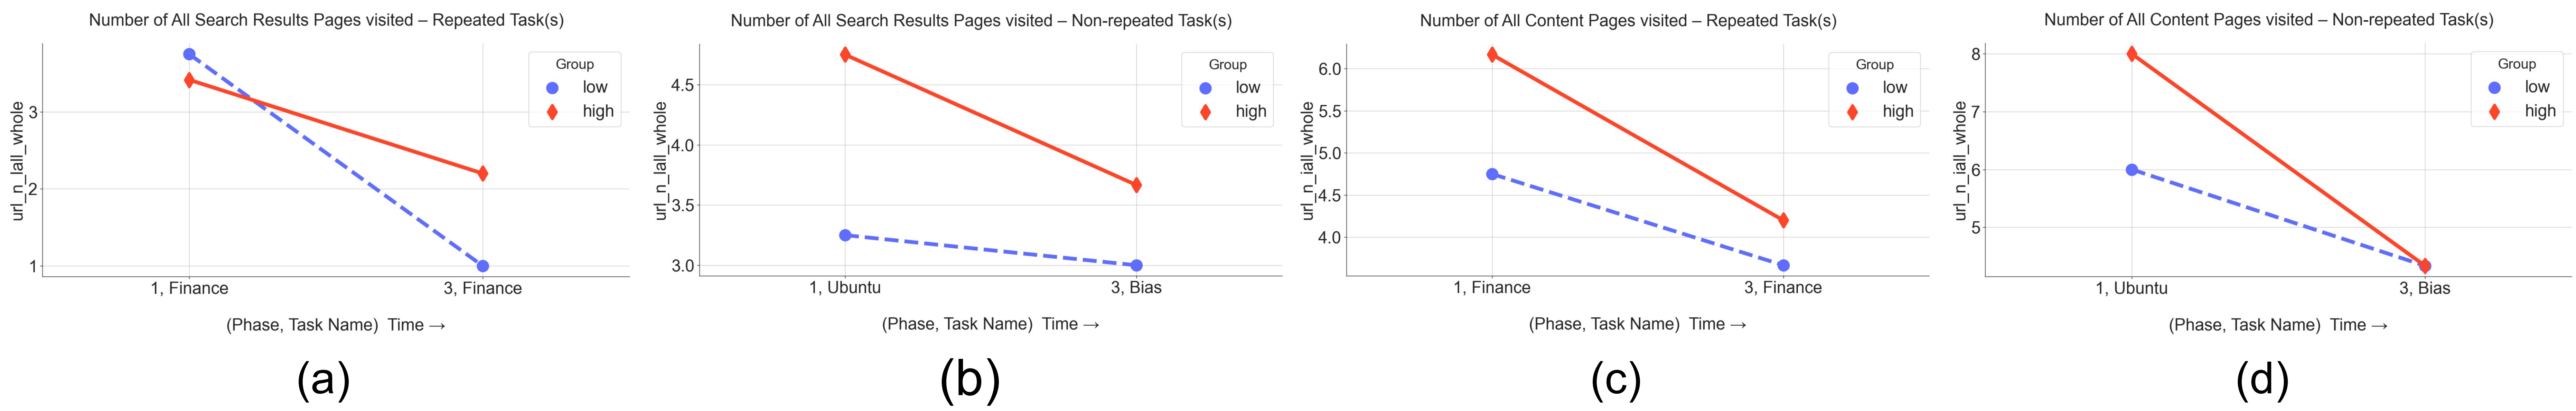 Number of All Search Results Pages visited – Repeated Task(s)
url_n_lall_whole
3
2
1
Group
low
high
1, Finance
3, Finance
(Phase, Task Name) Time →
(a)
Number of All Search Results Pages visited – Non-repeated Task(s)
url_n_lall_whole
4.5
4.0
3.5
3.0
Group
low
high
1, Ubuntu
3, Bias
(Phase, Task Name) Time →
(b)
Number of All Content Pages visited – Repeated Task(s)
url_n_iall_whole
6.0
5.5
5.0
4.5
4.0
Group
low
high
1, Finance
3, Finance
(Phase, Task Name) Time →
(c)
Number of All Content Pages visited – Non-repeated Task(s)
url_n_iall_whole
8
7
6
5
Group
low
high
1, Ubuntu
3, Bias
(Phase, Task Name) Time →
(d)